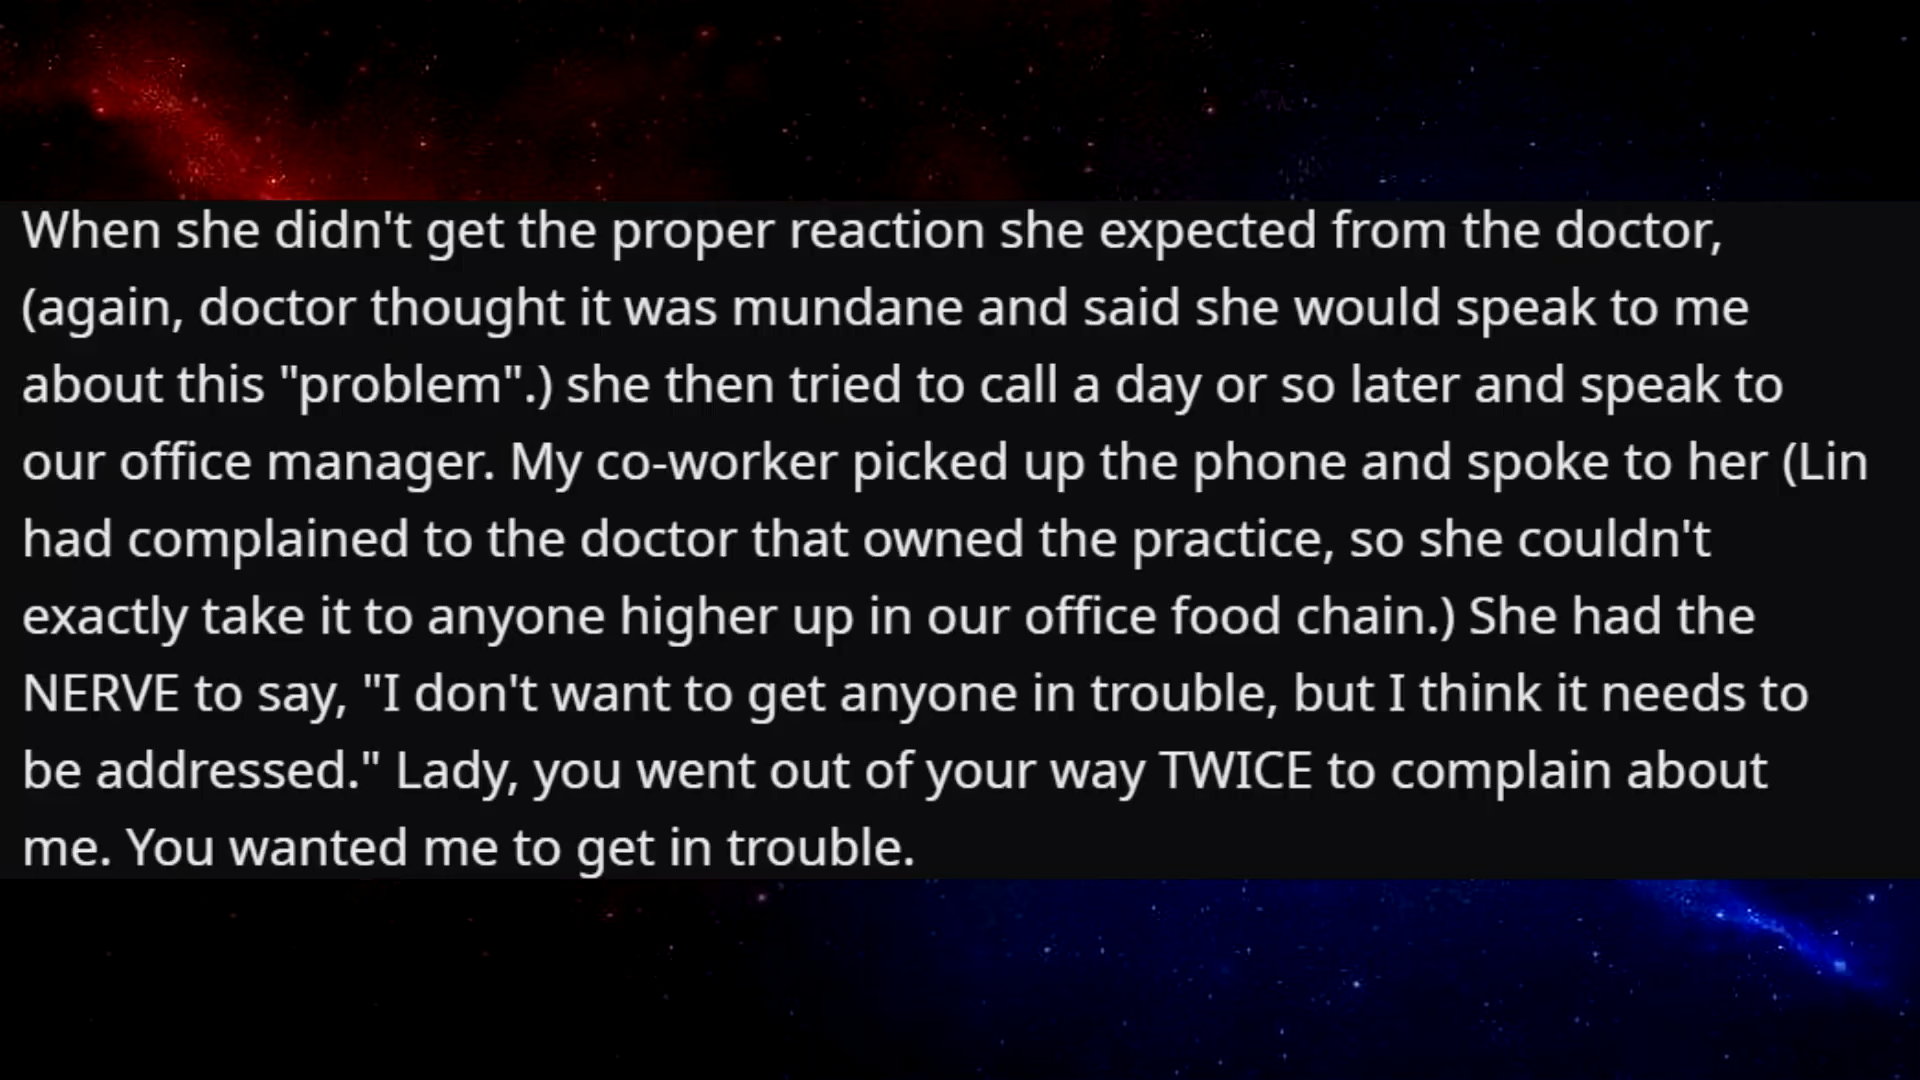 When she didn't get the proper reaction she expected from the doctor,
(again, doctor thought it was mundane and said she would speak to me
about this "problem".) she then tried to call a day or so later and speak to
our office manager. My co-worker picked up the phone and spoke to her (Lin
had complained to the doctor that owned the practice, so she couldn't
exactly take it to anyone higher up in our office food chain.) She had the
NERVE to say, "I don't want to get anyone in trouble, but I think it needs to
be addressed." Lady, you went out of your way TWICE to complain about
me. You wanted me to get in trouble.